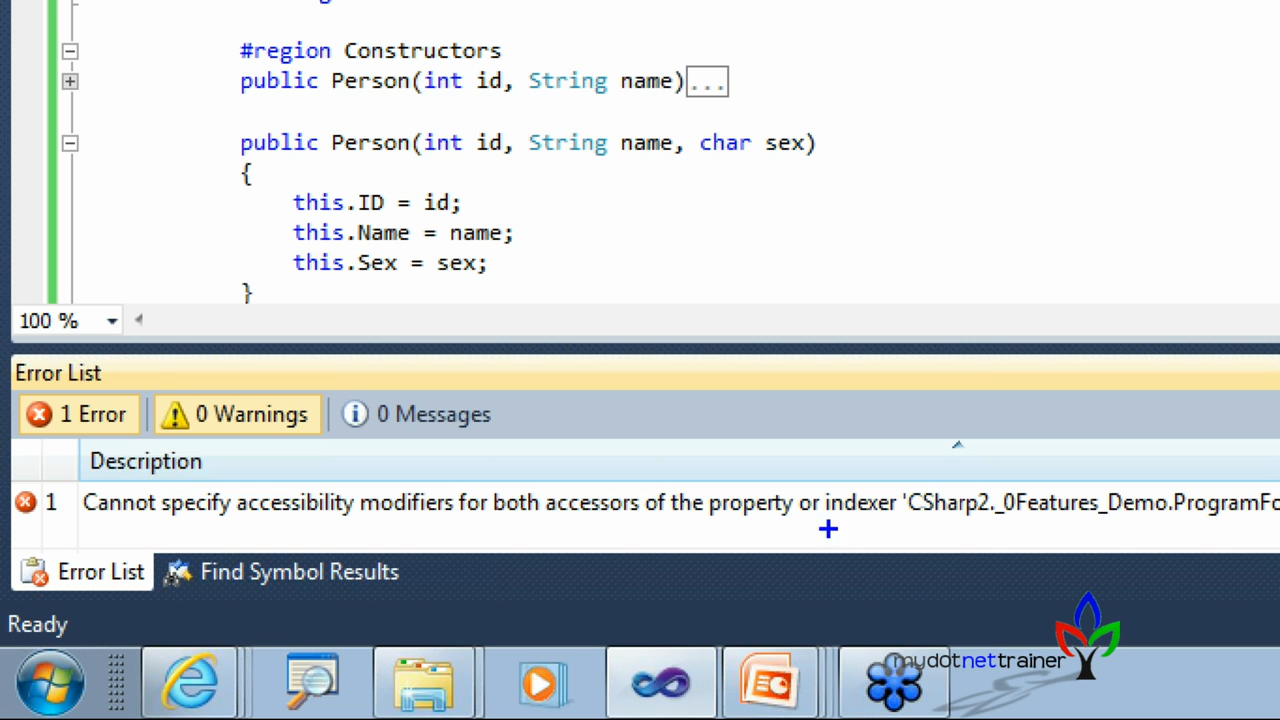 #region Constructors
public Person(int id, String name)...
public Person(int id, String name, char sex)
{
this.ID = id;
this.Name = name;
this.Sex = sex;
}
100 %
Error List
1 Error
0 Warnings
0 Messages
Description
1 Cannot specify accessibility modifiers for both accessors of the property or indexer 'CSharp2._0Features_Demo.ProgramFo
Error List
Find Symbol Results
Ready
mydotnettrainer